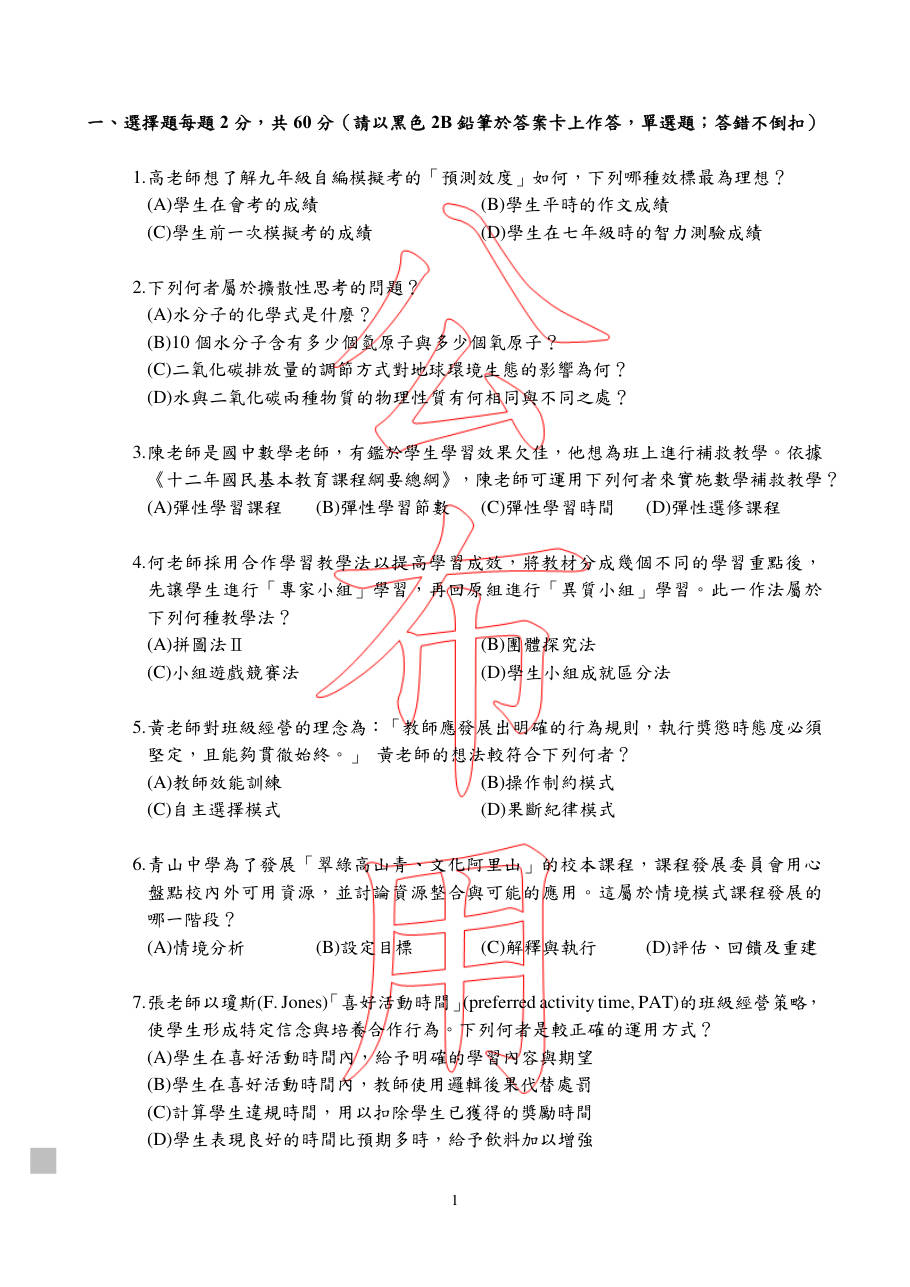 一、選擇題每題 2 分，共 60 分（請以黑色 2B 鉛筆於答案卡上作答，單選題；答錯不倒扣）
1.高老師想了解九年級自編模擬考的「預測效度」如何，下列哪種效標最為理想？
(A)學生在會考的成績 (B)學生平時的作文成績
(C)學生前一次模擬考的成績 (D)學生在七年級時的智力測驗成績
2.下列何者屬於擴散性思考的問題？
(A)水分子的化學式是什麼？
(B)10 個水分子含有多少個氫原子與多少個氧原子？
(C)二氧化碳排放量的調節方式對地球環境生態的影響為何？
(D)水與二氧化碳兩種物質的物理性質有何相同與不同之處？
3.陳老師是國中數學老師，有鑑於學生學習效果欠佳，他想為班上進行補救教學。依據
《十二年國民基本教育課程綱要總綱》，陳老師可運用下列何者來實施數學補救教學？
(A)彈性學習課程 (B)彈性學習節數 (C)彈性學習時間 (D)彈性選修課程
4.何老師採用合作學習教學法以提高學習成效，將教材分成幾個不同的學習重點後，
先讓學生進行「專家小組」學習，再回原組進行「異質小組」學習。此一作法屬於
下列何種教學法？
(A)拼圖法Ⅱ (B)團體探究法
(C)小組遊戲競賽法 (D)學生小組成就區分法
5.黃老師對班級經營的理念為：「教師應發展出明確的行為規則，執行獎懲時態度必須
堅定，且能夠貫徹始終。」 黃老師的想法較符合下列何者？
(A)教師效能訓練 (B)操作制約模式
(C)自主選擇模式 (D)果斷紀律模式
6.青山中學為了發展「翠綠高山青、文化阿里山」的校本課程，課程發展委員會用心
盤點校內外可用資源，並討論資源整合與可能的應用。這屬於情境模式課程發展的
哪一階段？
(A)情境分析 (B)設定目標 (C)解釋與執行 (D)評估、回饋及重建
7.張老師以瓊斯(F. Jones)「喜好活動時間」(preferred activity time, PAT)的班級經營策略，
使學生形成特定信念與培養合作行為。下列何者是較正確的運用方式？
(A)學生在喜好活動時間內，給予明確的學習內容與期望
(B)學生在喜好活動時間內，教師使用邏輯後果代替處罰
(C)計算學生違規時間，用以扣除學生已獲得的獎勵時間
(D)學生表現良好的時間比預期多時，給予飲料加以增強
1
公布用